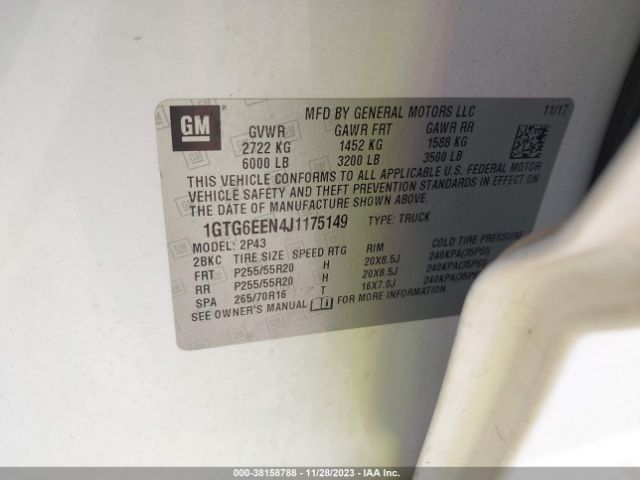 GM
MFD BY GENERAL MOTORS LLC 11/17
GVWR GAWR FRT GAWR RR
2722 KG 1452 KG 1588 KG
6000 LB 3200 LB 3500 LB
THIS VEHICLE CONFORMS TO ALL APPLICABLE U.S. FEDERAL MOTOR
VEHICLE SAFETY AND THEFT PREVENTION STANDARDS IN EFFECT ON
THE DATE OF MANUFACTURE SHOWN ABOVE.
1GTG6EEN4J1175149 TYPE: TRUCK
MODEL: 2P43
2BKC TIRE SIZE SPEED RTG RIM COLD TIRE PRESSURE
FRT P255/55R20 H 20X8.5J 240KPA(35PSI)
RR P255/55R20 H 20X8.5J 240KPA(35PSI)
SPA 265/70R16 T 16X7.0J 240KPA(35PS
SEE OWNER'S MANUAL FOR MORE INFORMATION.
000-38158788 — 11/28/2023 — IAA Inc.